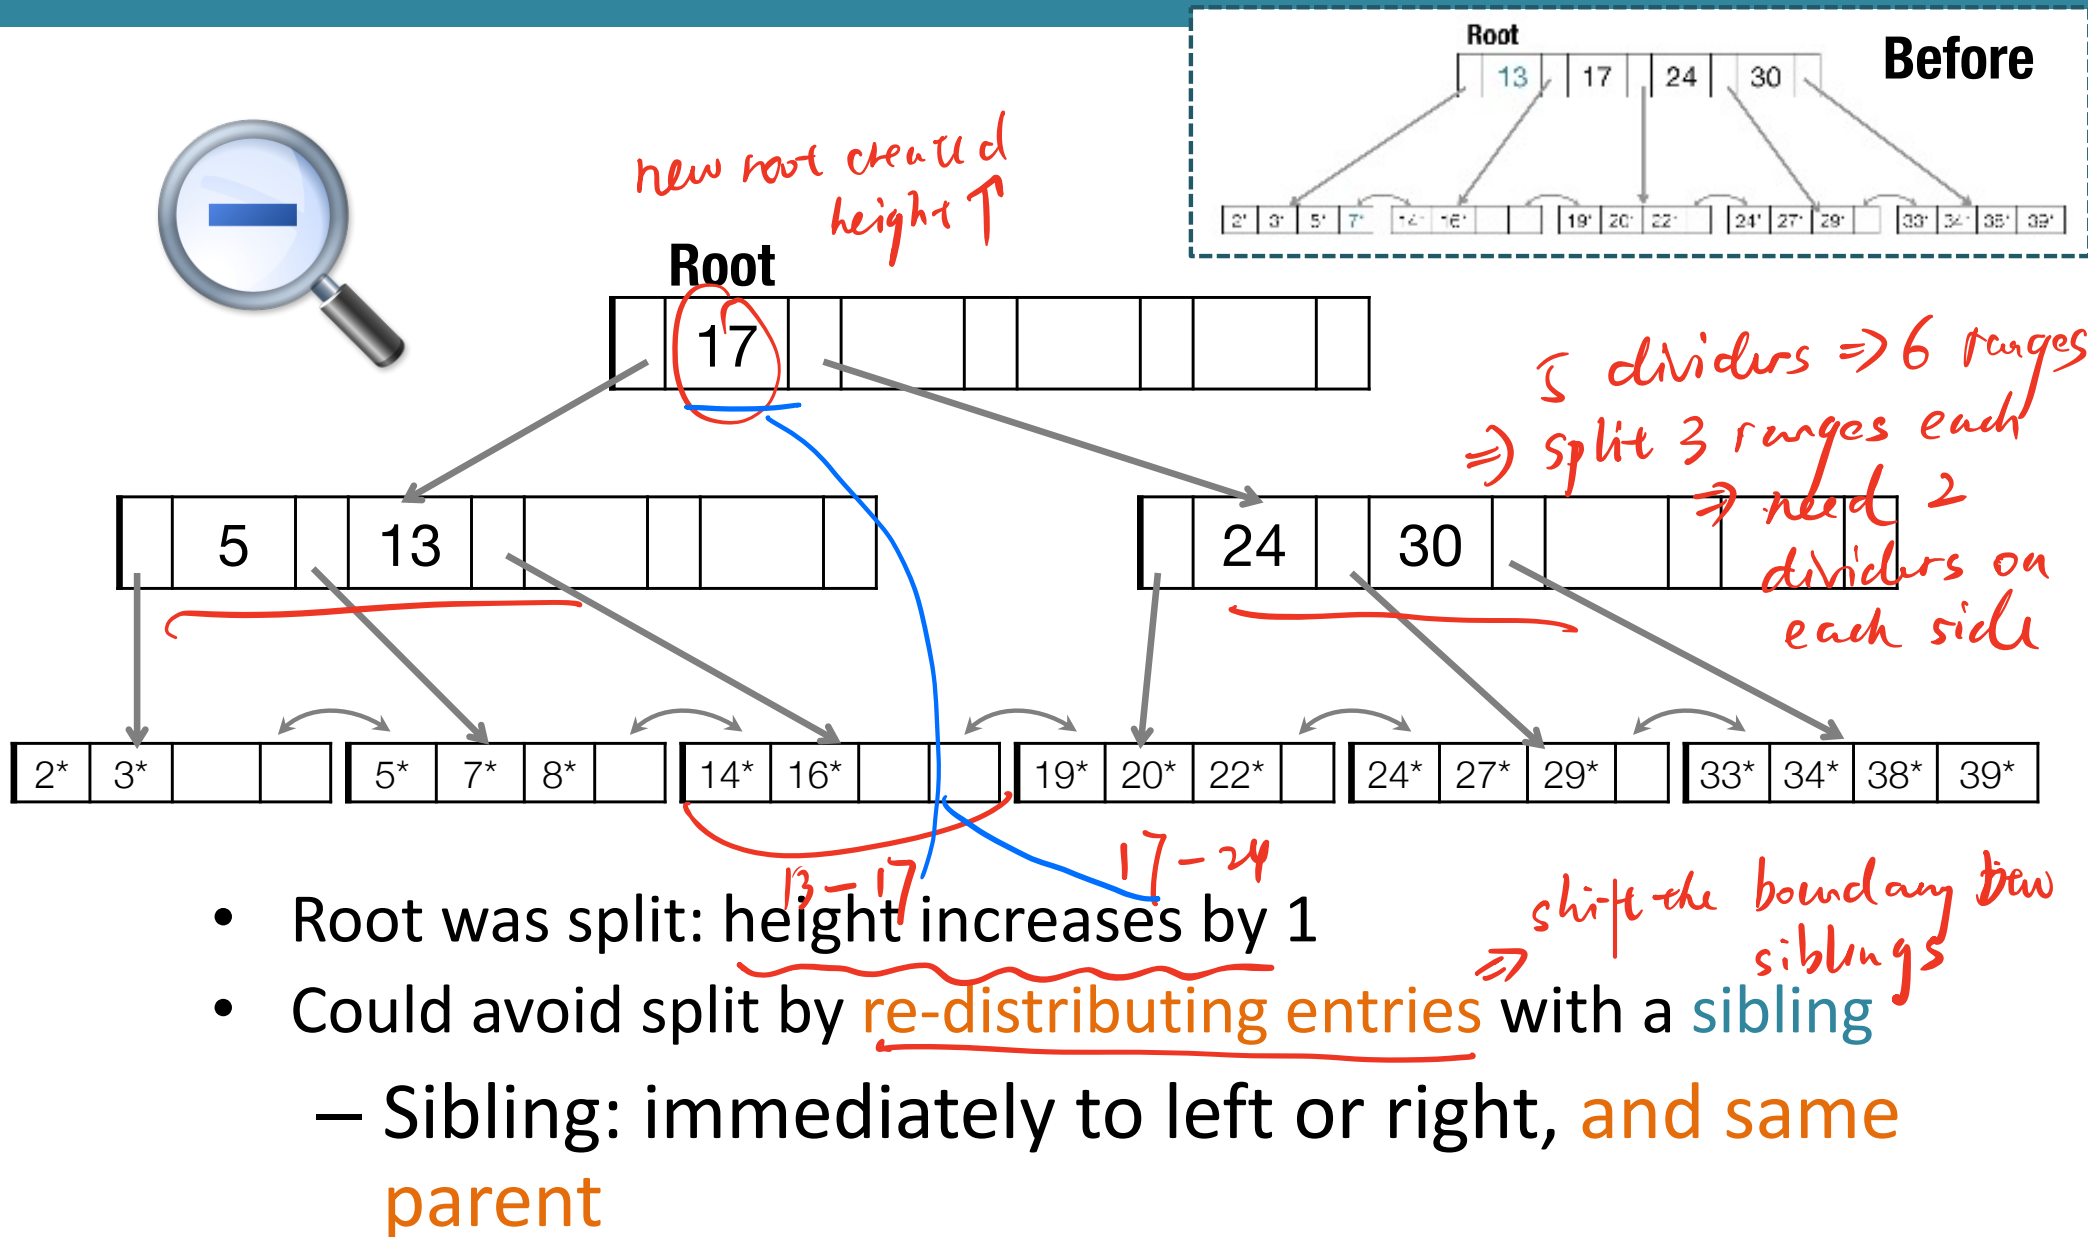 Root
Before
13 17 24 30
2* 3* 5* 7* 14* 16* 19* 20* 22* 24* 27* 29* 33* 34* 38* 39*
new root created
height ↑
Root
17
5 dividers => 6 ranges
=> split 3 ranges each
=> need 2
dividers on
each side
5 13 24 30
2* 3* 5* 7* 8* 14* 16* 19* 20* 22* 24* 27* 29* 33* 34* 38* 39*
13-17 17-24
• Root was split: height increases by 1
=> shift the boundary btw
siblings
• Could avoid split by re-distributing entries with a sibling
– Sibling: immediately to left or right, and same
parent